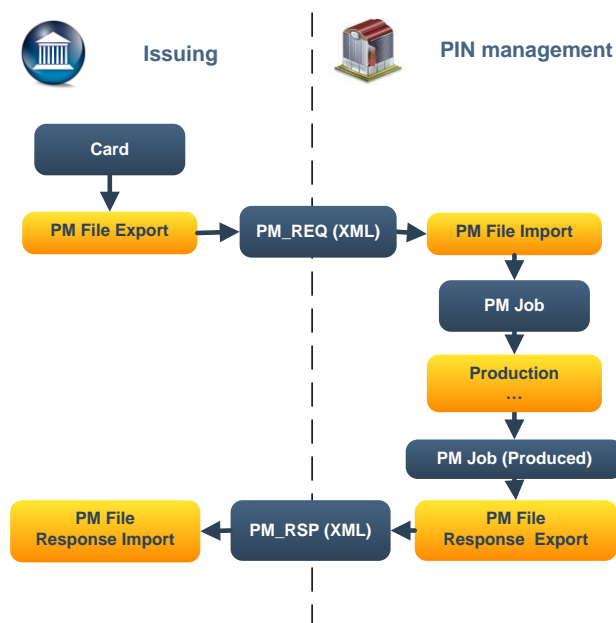 Issuing
PIN management
Card
PM File Export
PM_REQ (XML)
PM File Import
PM Job
Production
...
PM Job (Produced)
PM File
Response Import
PM_RSP (XML)
PM File
Response Export